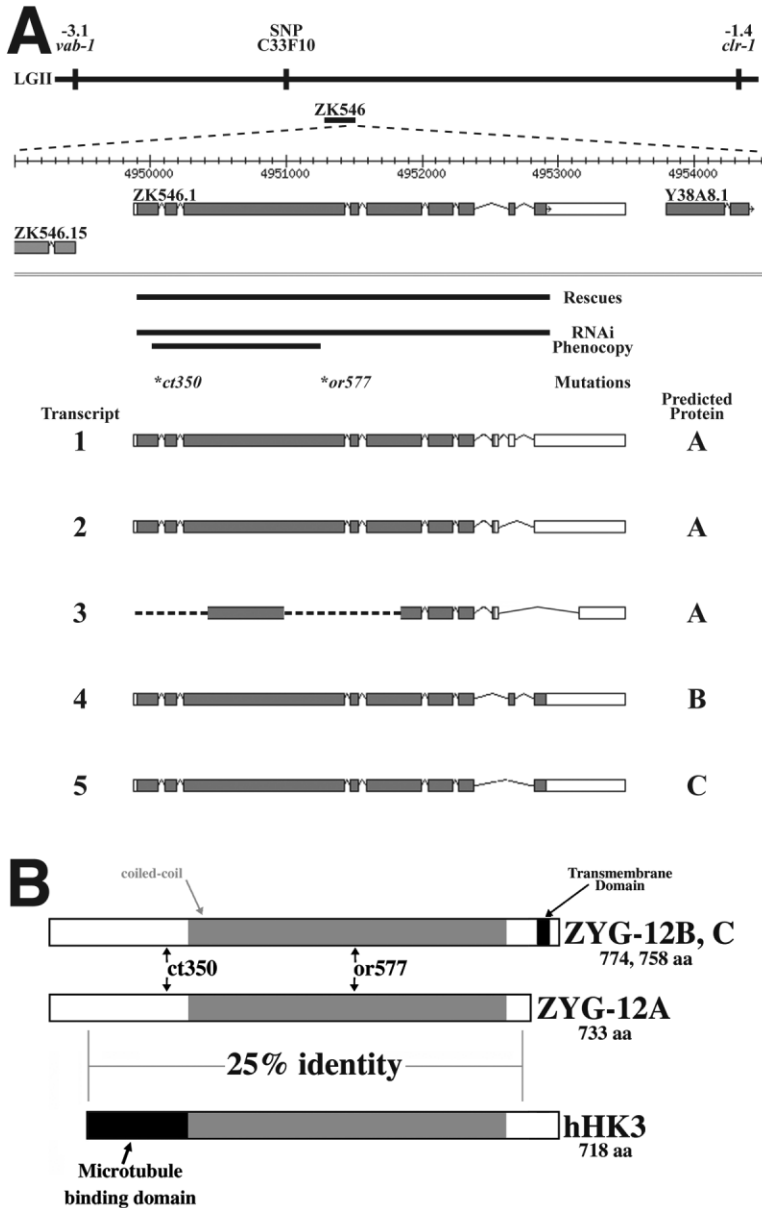 A
-3.1 SNP -1.4
vab-1 C33F10 clr-1
LGII
ZK546
4950000 4951000 4952000 4953000 4954000
ZK546.1 Y38A8.1
ZK546.15
Rescues
RNAi
Phenocopy
*ct350 *or577 Mutations
Transcript Predicted
Protein
1 A
2 A
3 A
4 B
5 C
B
coiled-coil Transmembrane
Domain
ZYG-12B, C
774, 758 aa
ct350 or577
ZYG-12A
733 aa
25% identity
hHK3
718 aa
Microtubule
binding domain